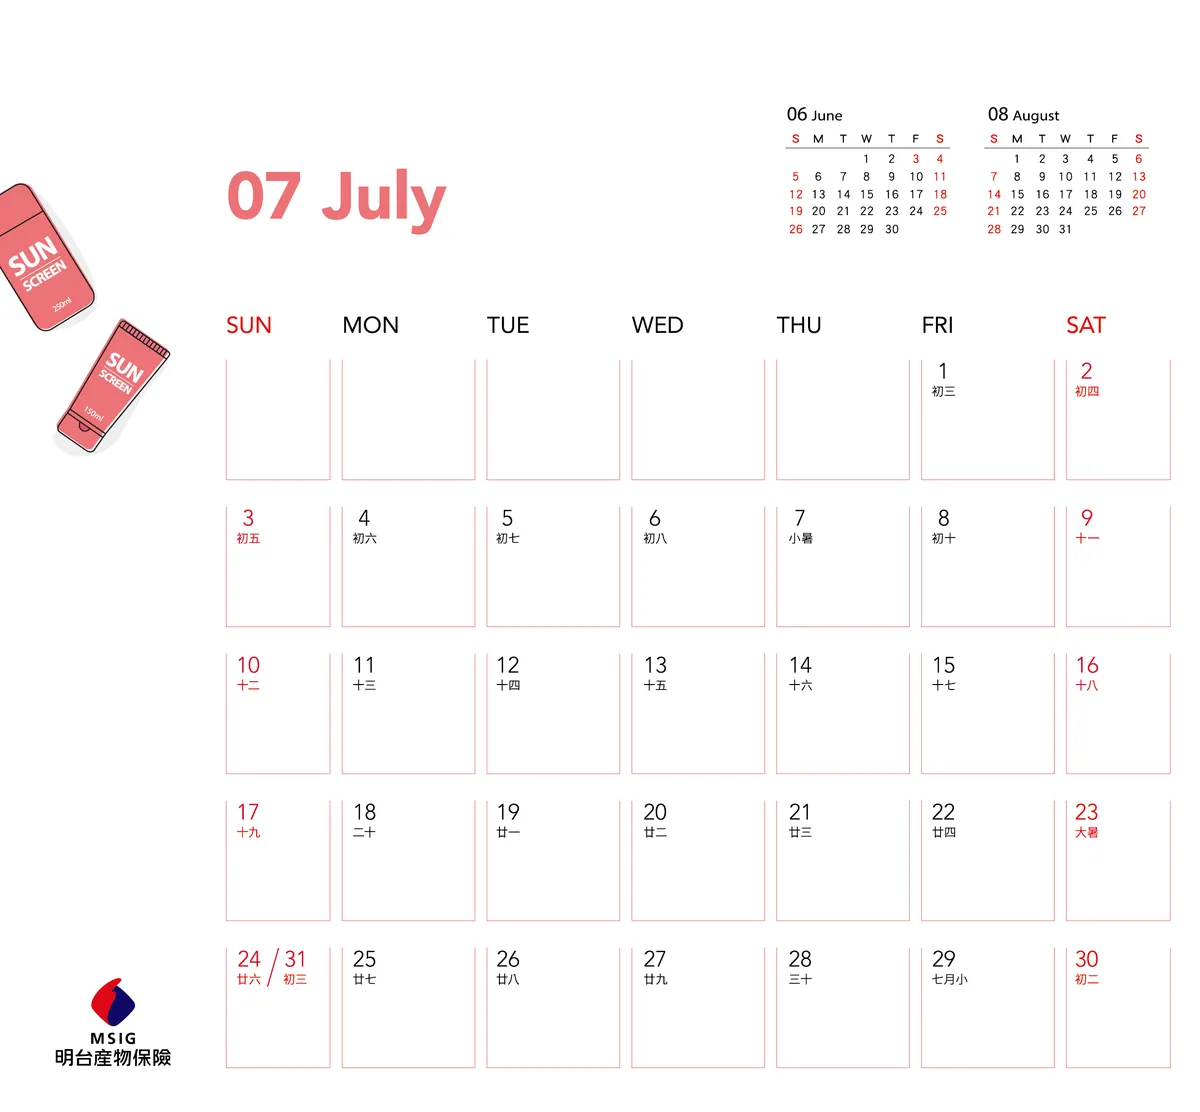 06 June
S M T W T F S
1 2 3 4
5 6 7 8 9 10 11
12 13 14 15 16 17 18
19 20 21 22 23 24 25
26 27 28 29 30
08 August
S M T W T F S
1 2 3 4 5 6
7 8 9 10 11 12 13
14 15 16 17 18 19 20
21 22 23 24 25 26 27
28 29 30 31
07 July
SUN
SCREEN
250ml
SUN
SCREEN
150ml
SUN MON TUE WED THU FRI SAT
1 2
初三 初四
3 4 5 6 7 8 9
初五 初六 初七 初八 小暑 初十 十一
10 11 12 13 14 15 16
十二 十三 十四 十五 十六 十七 十八
17 18 19 20 21 22 23
十九 二十 廿一 廿二 廿三 廿四 大暑
24 / 31 25 26 27 28 29 30
廿六 初三 廿七 廿八 廿九 三十 七月小 初二
MSIG
明台産物保險